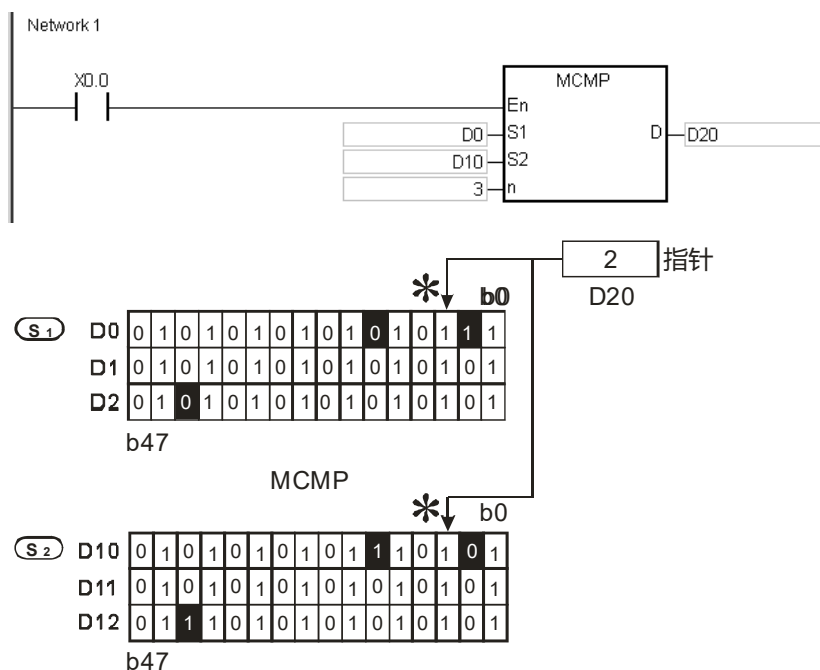 Network 1
X0.0
MCMP
En
D0 S1 D D20
D10 S2
3 n
2 指针
* b0 D20
S1 D0 0 1 0 1 0 1 0 1 0 1 0 1 0 1 1 1
D1 0 1 0 1 0 1 0 1 0 1 0 1 0 1 0 1
D2 0 1 0 1 0 1 0 1 0 1 0 1 0 1 0 1
b47
MCMP
* b0
S2 D10 0 1 0 1 0 1 0 1 0 1 1 1 0 1 0 1
D11 0 1 0 1 0 1 0 1 0 1 0 1 0 1 0 1
D12 0 1 1 1 0 1 0 1 0 1 0 1 0 1 0 1
b47